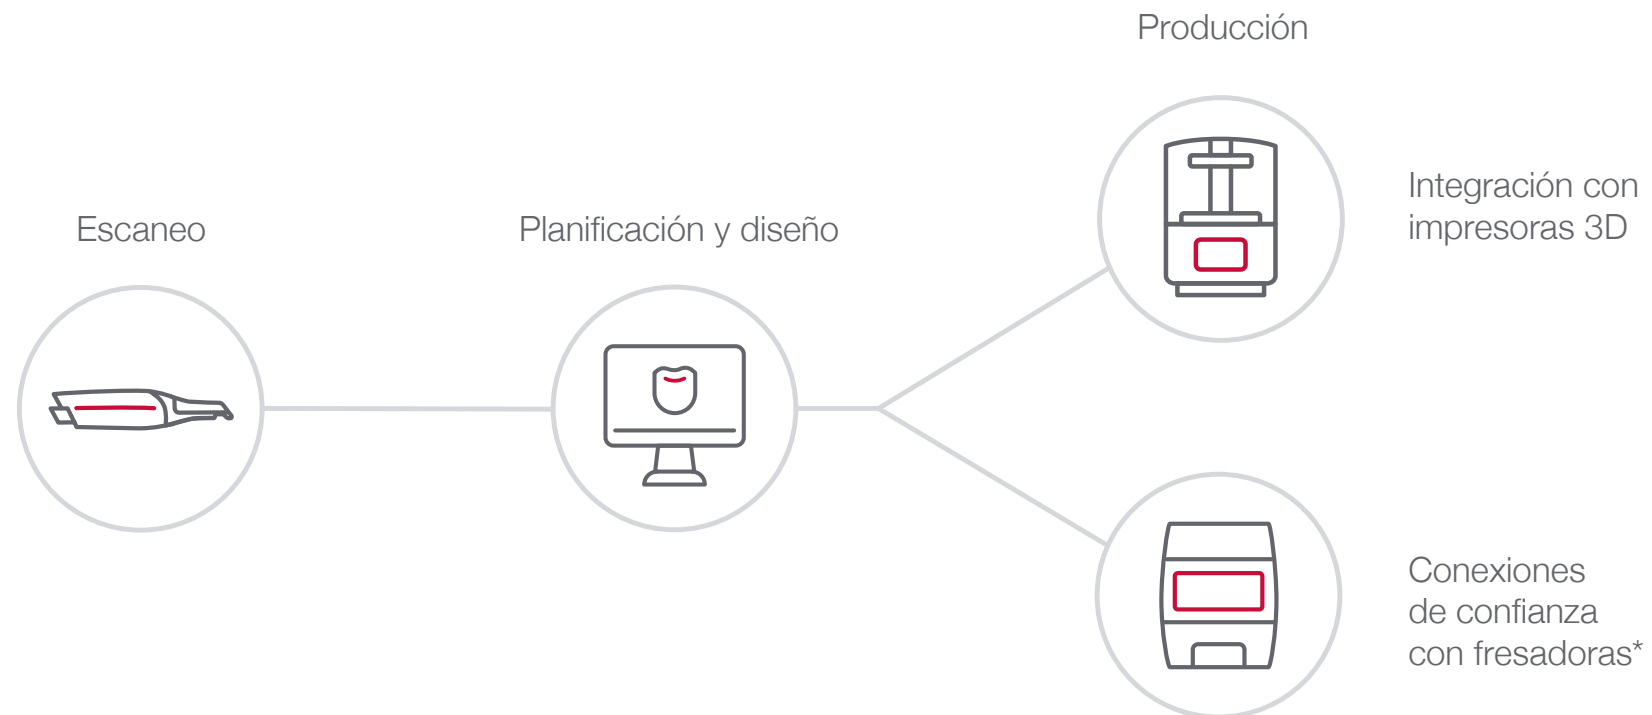 Producción
Escaneo
Planificación y diseño
Integración con
impresoras 3D
Conexiones
de confianza
con fresadoras*